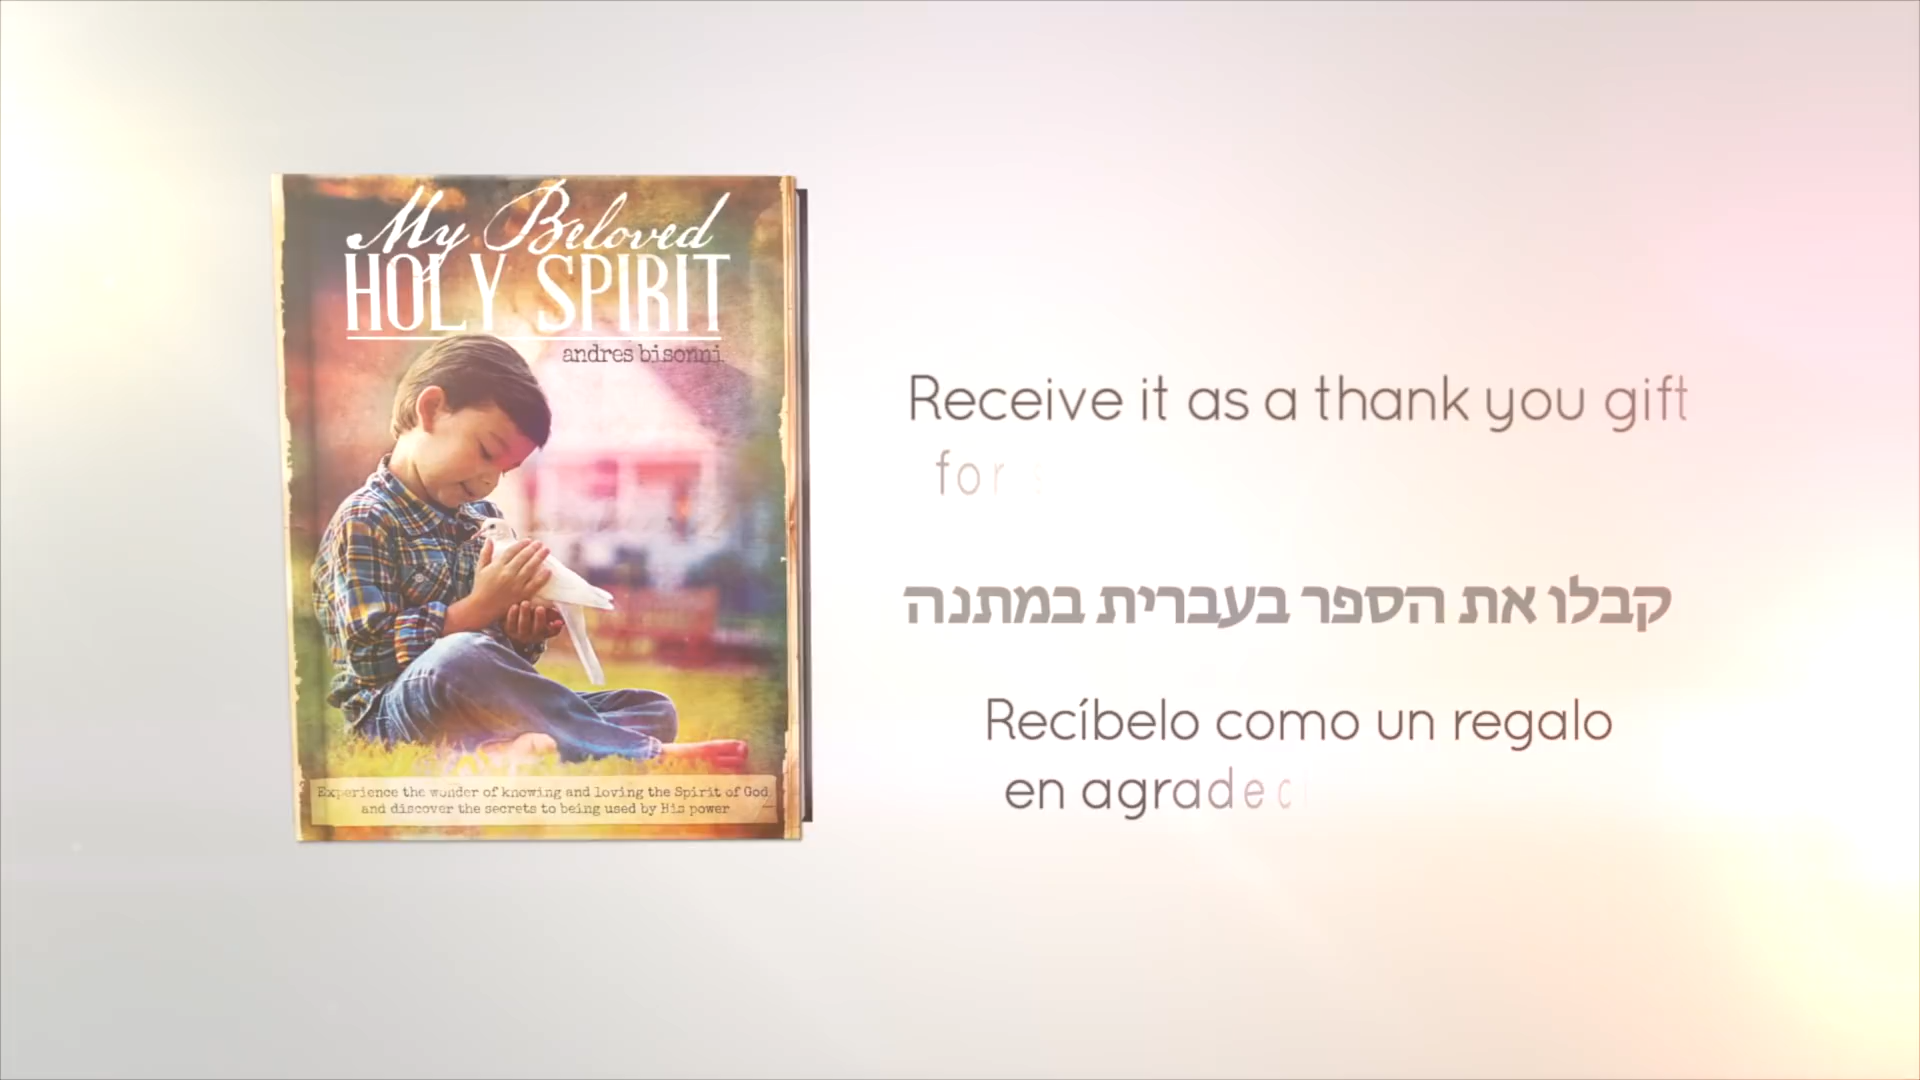 My Beloved
HOLY SPIRIT
andres bisonni
Experience the wonder of knowing and loving the Spirit of God,
and discover the secrets to being used by His power
Receive it as a thank you gift
for
קבלו את הספר בעברית במתנה
Recíbelo como un regalo
en